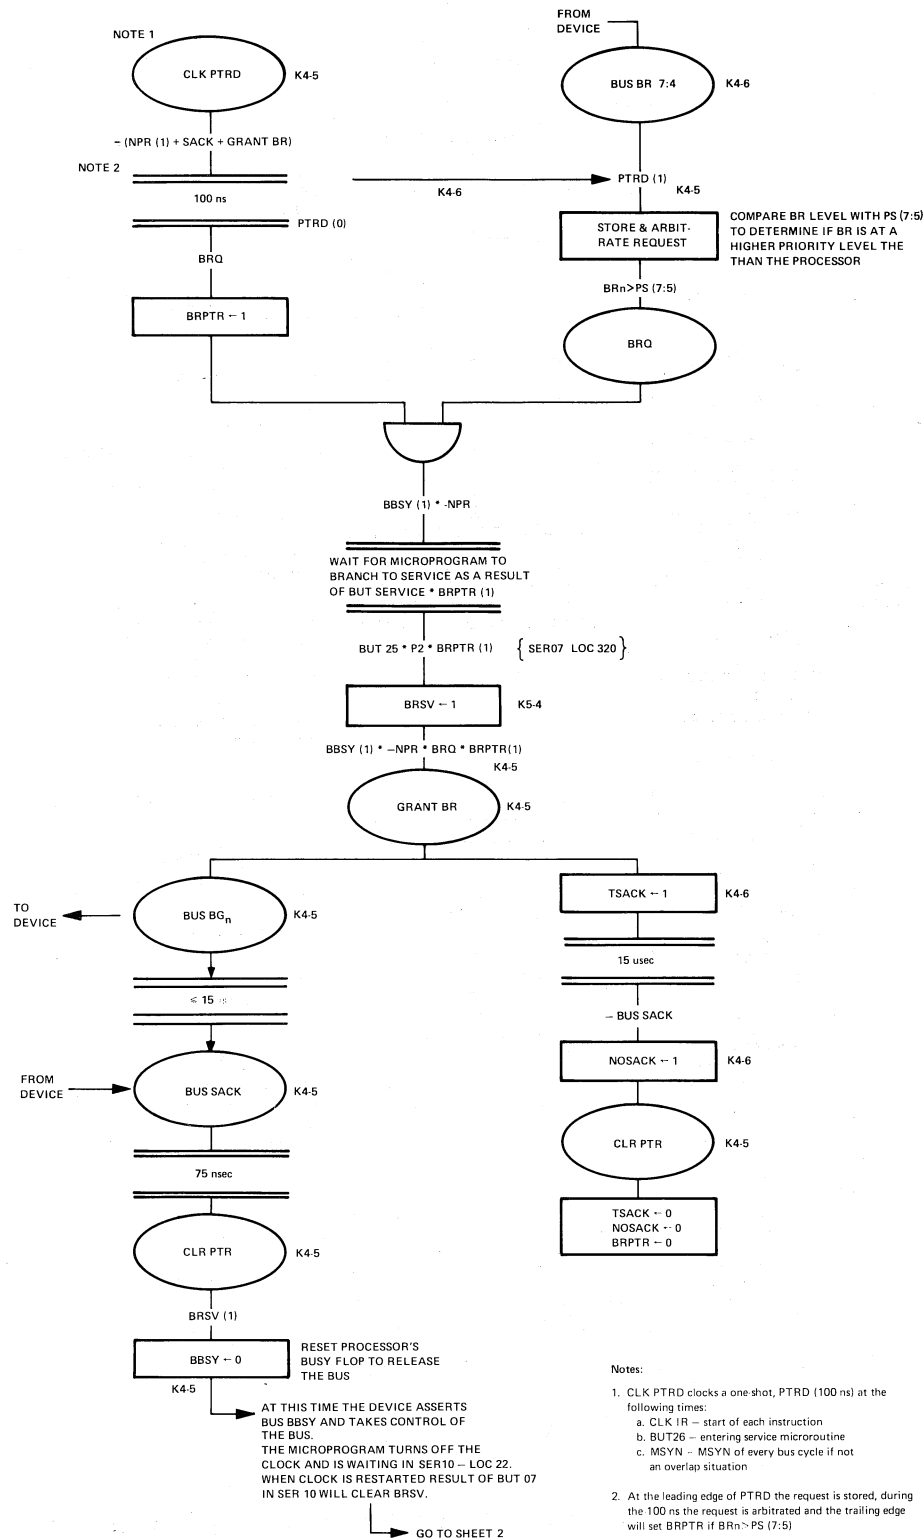 NOTE 1
CLK PTRD
K4-5
– (NPR (1) + SACK + GRANT BR)
NOTE 2
100 ns
PTRD (0)
BRQ
BRPTR ← 1
K4-6
FROM
DEVICE
BUS BR 7:4
K4-6
PTRD (1)
K4-5
STORE & ARBIT-
RATE REQUEST
COMPARE BR LEVEL WITH PS (7:5)
TO DETERMINE IF BR IS AT A
HIGHER PRIORITY LEVEL THE
THAN THE PROCESSOR
BRn>PS (7:5)
BRQ
BBSY (1) * -NPR
WAIT FOR MICROPROGRAM TO
BRANCH TO SERVICE AS A RESULT
OF BUT SERVICE * BRPTR (1)
BUT 25 * P2 * BRPTR (1)
{ SER07 LOC 320 }
BRSV ← 1
K5-4
BBSY (1) * –NPR * BRQ * BRPTR(1)
K4-5
GRANT BR
K4-5
TO
DEVICE
BUS BGn
K4-5
≤ 15
FROM
DEVICE
BUS SACK
K4-5
75 nsec
CLR PTR
K4-5
BRSV (1)
BBSY ← 0
K4-5
RESET PROCESSOR'S
BUSY FLOP TO RELEASE
THE BUS
AT THIS TIME THE DEVICE ASSERTS
BUS BBSY AND TAKES CONTROL OF
THE BUS.
THE MICROPROGRAM TURNS OFF THE
CLOCK AND IS WAITING IN SER10 – LOC 22.
WHEN CLOCK IS RESTARTED RESULT OF BUT 07
IN SER 10 WILL CLEAR BRSV.
GO TO SHEET 2
TSACK ← 1
K4-6
15 usec
– BUS SACK
NOSACK ← 1
K4-6
CLR PTR
K4-5
TSACK ← 0
NOSACK ← 0
BRPTR ← 0
Notes:
1. CLK PTRD clocks a one-shot, PTRD (100 ns) at the
following times:
a. CLK IR – start of each instruction
b. BUT26 – entering service microroutine
c. MSYN – MSYN of every bus cycle if not
an overlap situation
2. At the leading edge of PTRD the request is stored, during
the 100 ns the request is arbitrated and the trailing edge
will set BRPTR if BRn > PS (7:5)